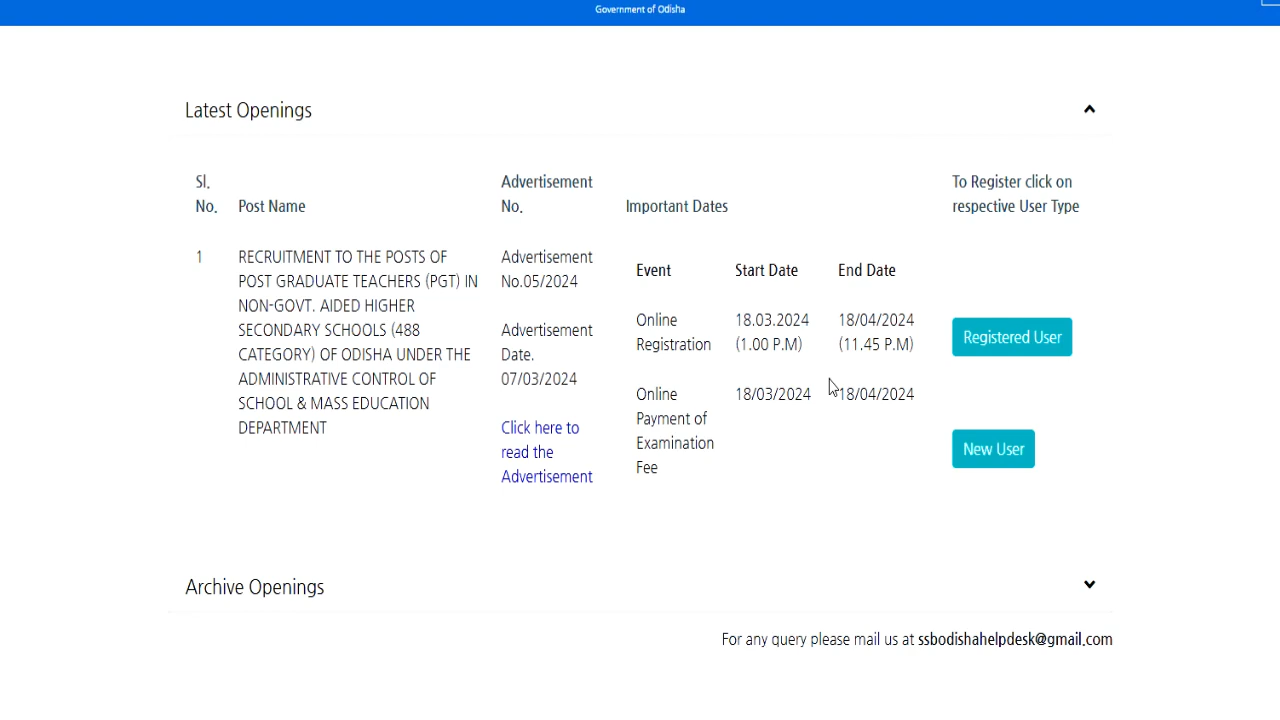 Government of Odisha
Latest Openings
Sl. No.
Post Name
Advertisement No.
Important Dates
To Register click on
respective User Type
1
RECRUITMENT TO THE POSTS OF
POST GRADUATE TEACHERS (PGT) IN
NON-GOVT. AIDED HIGHER
SECONDARY SCHOOLS (488
CATEGORY) OF ODISHA UNDER THE
ADMINISTRATIVE CONTROL OF
SCHOOL & MASS EDUCATION
DEPARTMENT
Advertisement
No.05/2024
Advertisement
Date.
07/03/2024
Click here to
read the
Advertisement
Event Start Date End Date
Online Registration 18.03.2024 (1.00 P.M) 18/04/2024 (11.45 P.M)
Online Payment of Examination Fee 18/03/2024 18/04/2024
Registered User
New User
Archive Openings
For any query please mail us at ssbodishahelpdesk@gmail.com